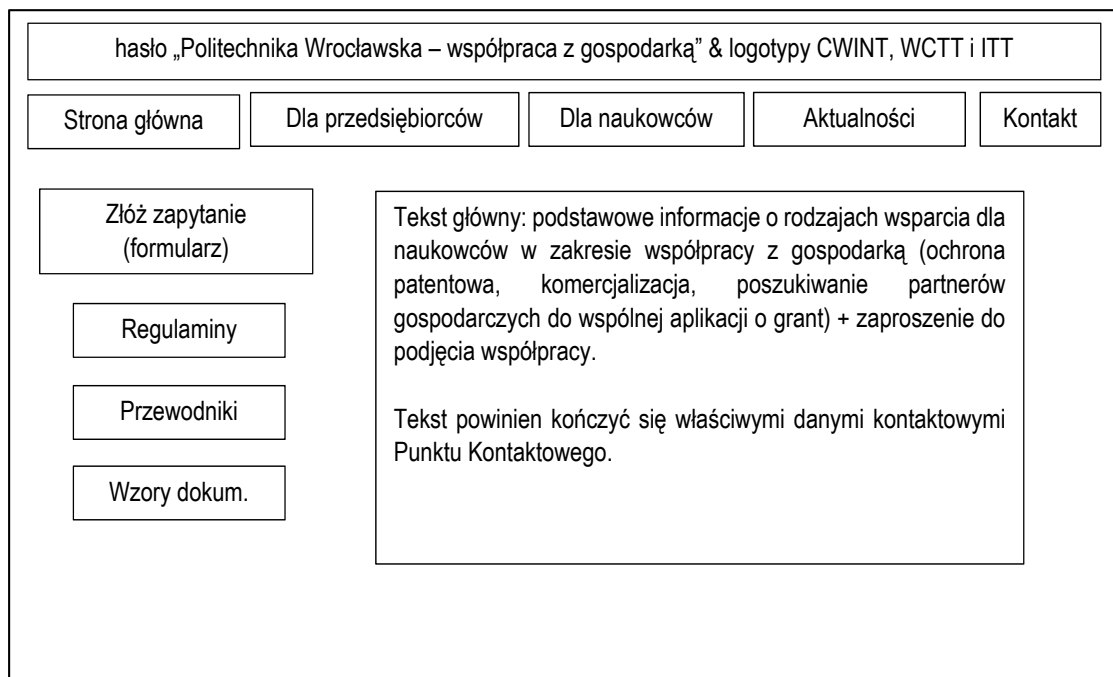 hasło „Politechnika Wrocławska – współpraca z gospodarką” & logotypy CWINT, WCTT i ITT
Strona główna
Dla przedsiębiorców
Dla naukowców
Aktualności
Kontakt
Złóż zapytanie
(formularz)
Regulaminy
Przewodniki
Wzory dokum.
Tekst główny: podstawowe informacje o rodzajach wsparcia dla
naukowców w zakresie współpracy z gospodarką (ochrona
patentowa, komercjalizacja, poszukiwanie partnerów
gospodarczych do wspólnej aplikacji o grant) + zaproszenie do
podjęcia współpracy.
Tekst powinien kończyć się właściwymi danymi kontaktowymi
Punktu Kontaktowego.